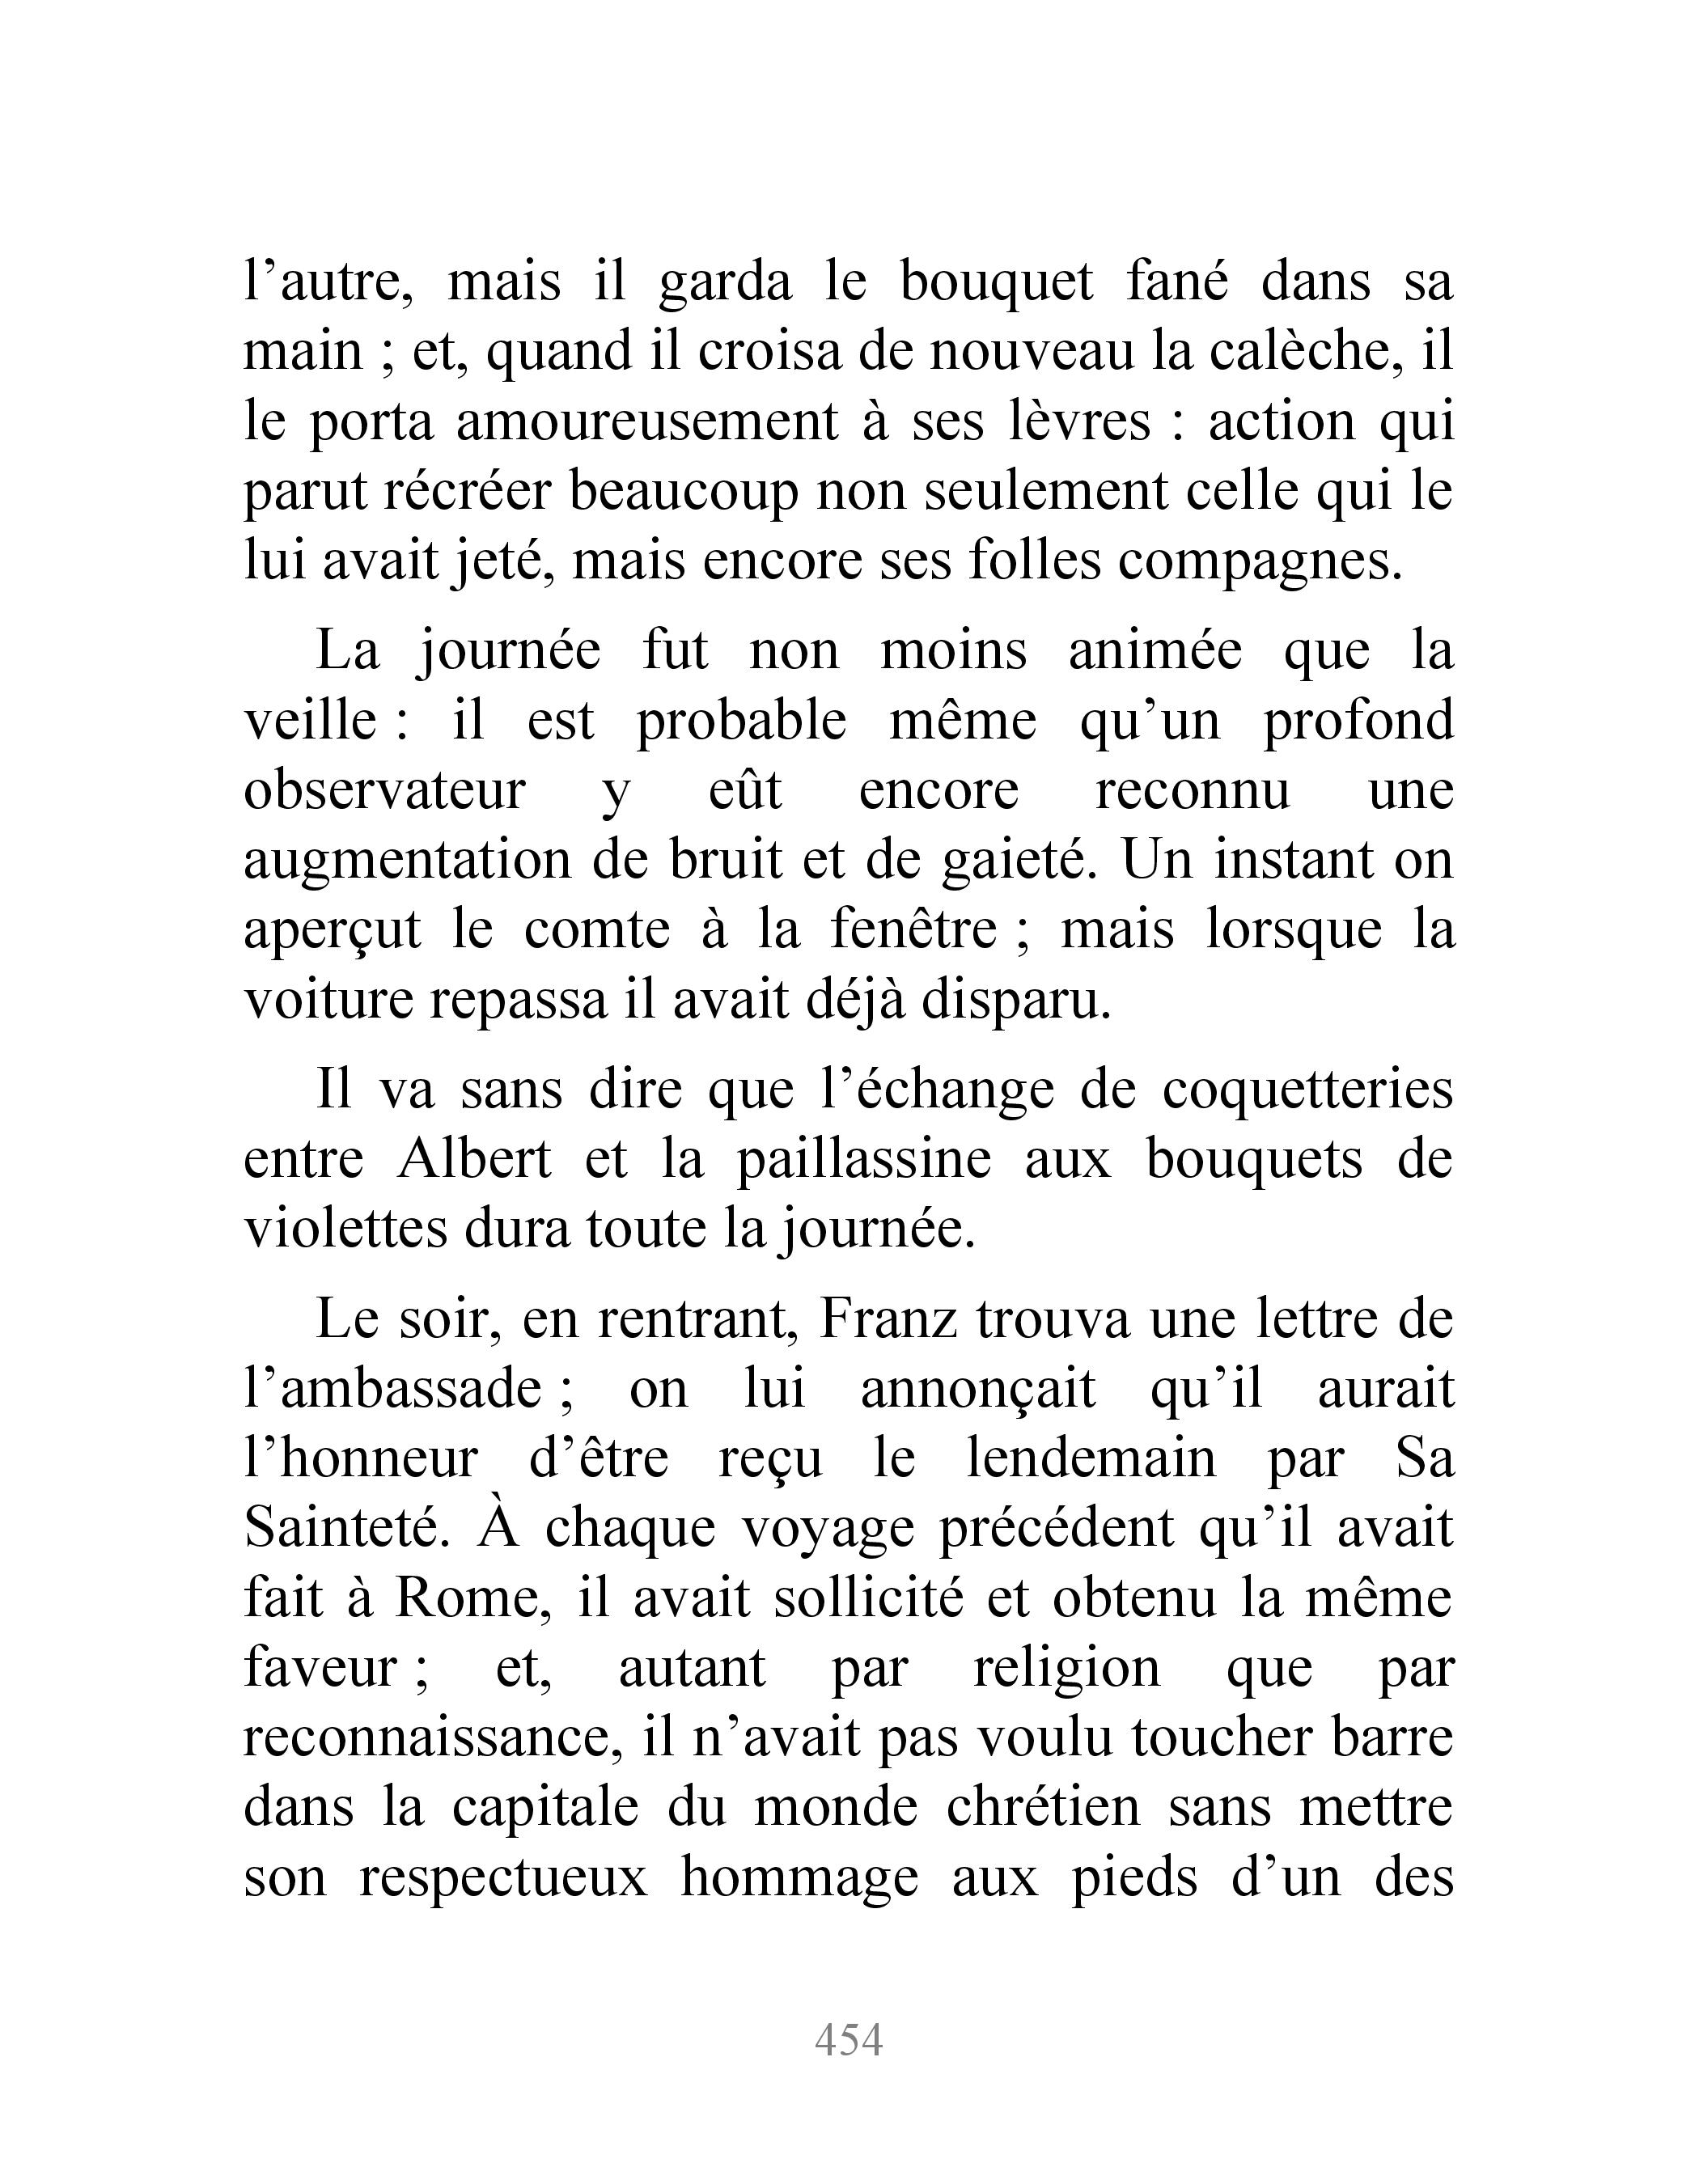 l’autre, mais il garda le bouquet fané dans sa
main ; et, quand il croisa de nouveau la calèche, il
le porta amoureusement à ses lèvres : action qui
parut récréer beaucoup non seulement celle qui le
lui avait jeté, mais encore ses folles compagnes.
La journée fut non moins animée que la
veille : il est probable même qu’un profond
observateur y eût encore reconnu une
augmentation de bruit et de gaieté. Un instant on
aperçut le comte à la fenêtre ; mais lorsque la
voiture repassa il avait déjà disparu.
Il va sans dire que l’échange de coquetteries
entre Albert et la paillassine aux bouquets de
violettes dura toute la journée.
Le soir, en rentrant, Franz trouva une lettre de
l’ambassade ; on lui annonçait qu’il aurait
l’honneur d’être reçu le lendemain par Sa
Sainteté. À chaque voyage précédent qu’il avait
fait à Rome, il avait sollicité et obtenu la même
faveur ; et, autant par religion que par
reconnaissance, il n’avait pas voulu toucher barre
dans la capitale du monde chrétien sans mettre
son respectueux hommage aux pieds d’un des
454